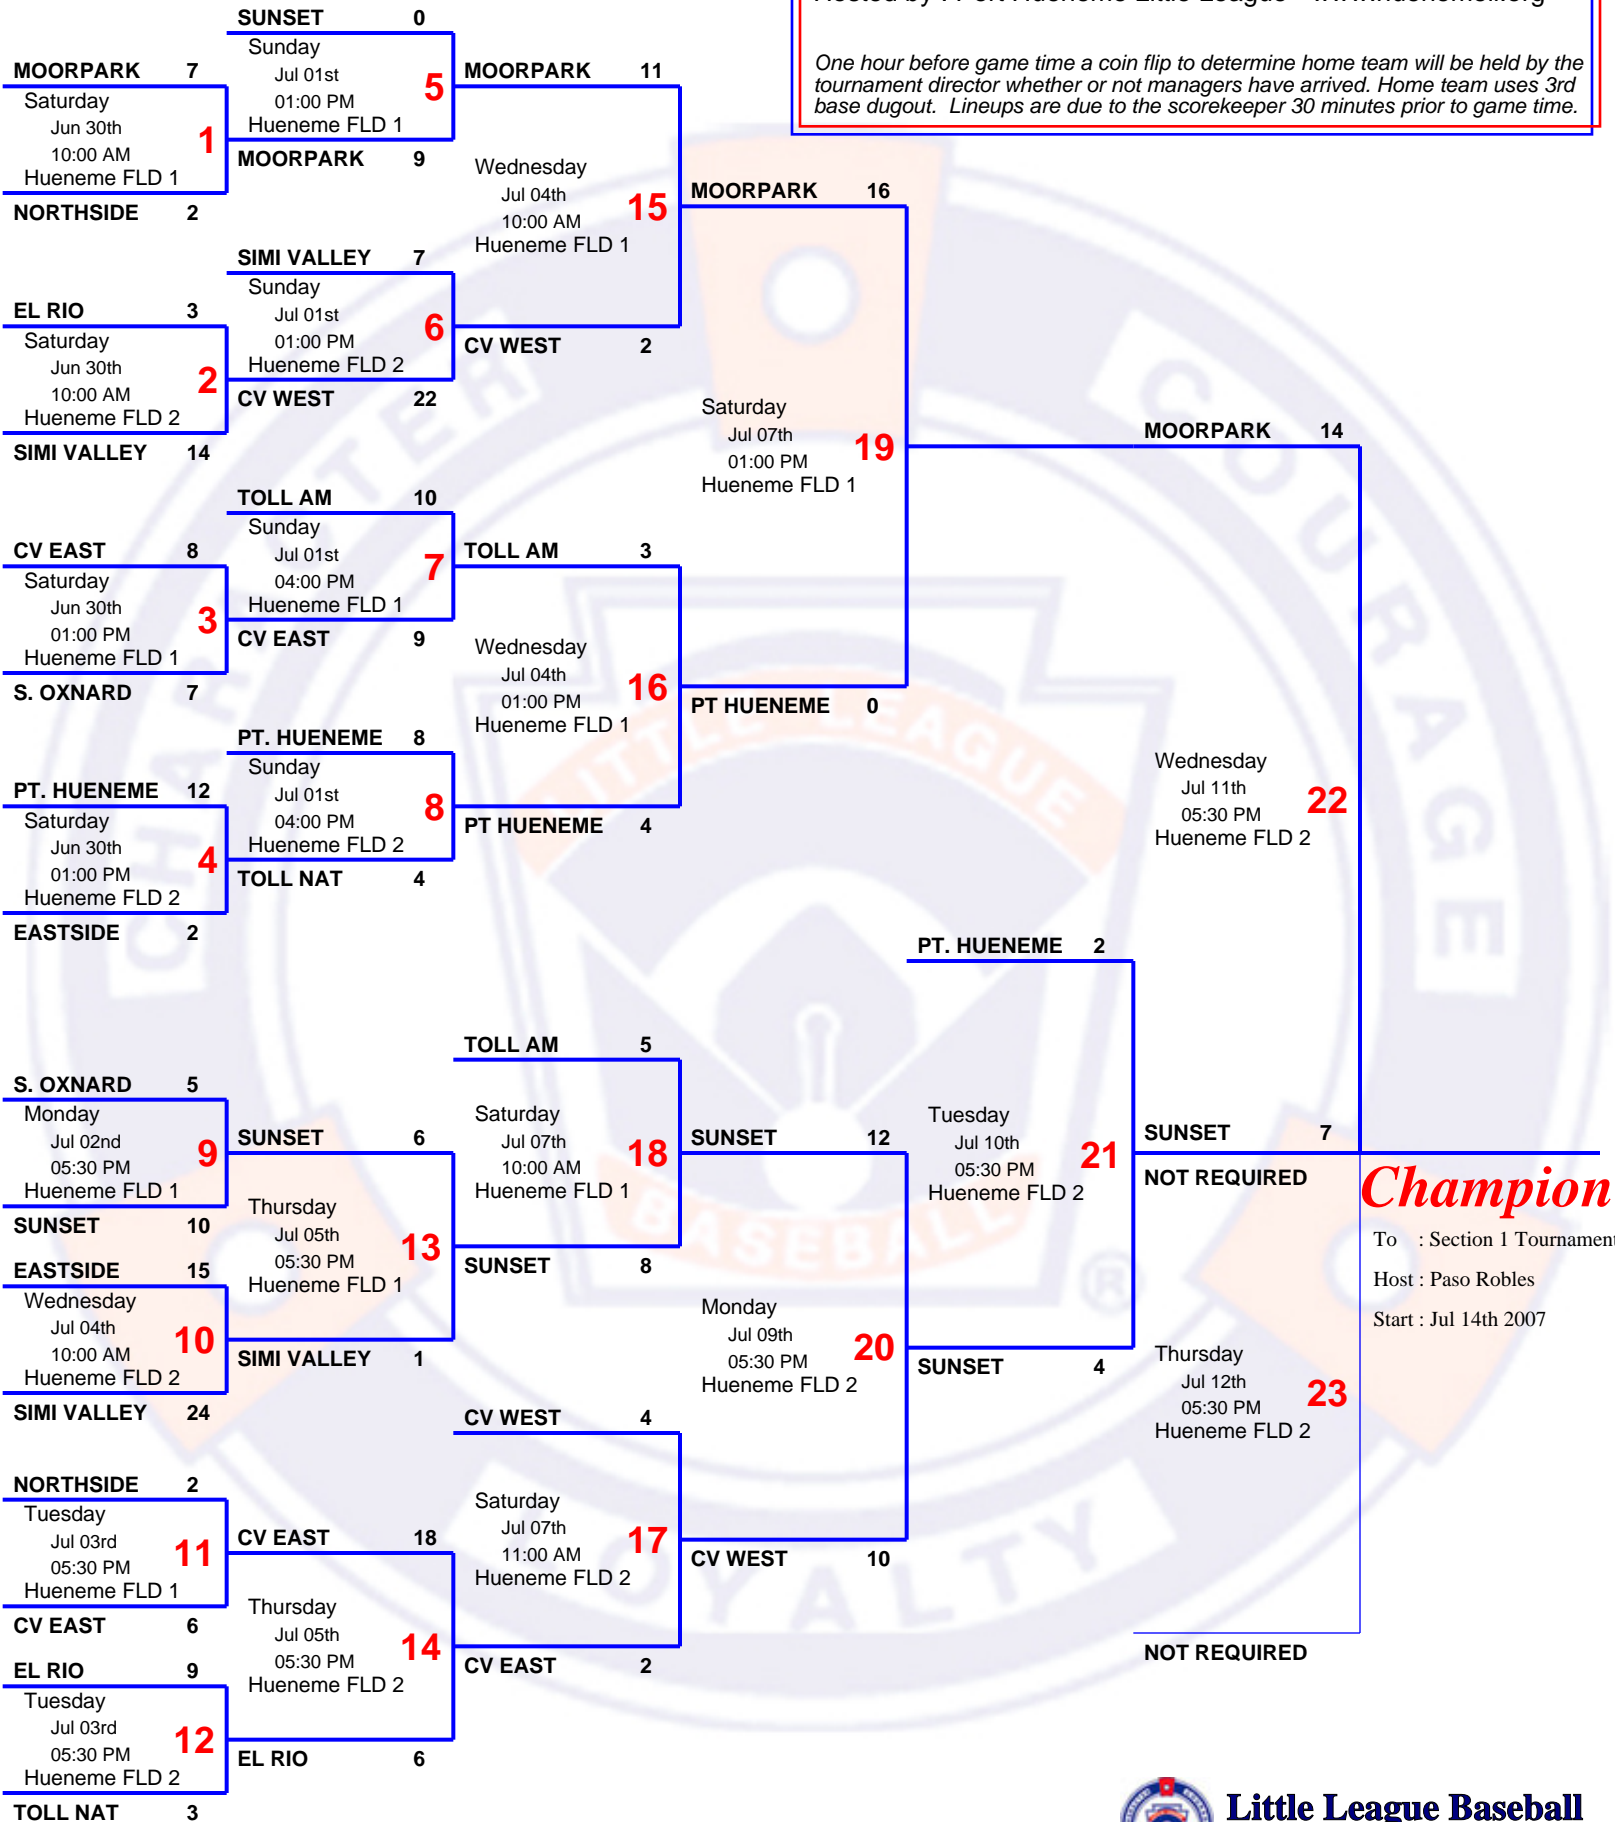 One hour before game time a coin flip to determine home team will be held by the
tournament director whether or not managers have arrived. Home team uses 3rd
base dugout. Lineups are due to the scorekeeper 30 minutes prior to game time.
MOORPARK 7
Saturday
Jun 30th
10:00 AM
Hueneme FLD 1
1
NORTHSIDE 2
EL RIO 3
Saturday
Jun 30th
10:00 AM
Hueneme FLD 2
2
SIMI VALLEY 14
CV EAST 8
Saturday
Jun 30th
01:00 PM
Hueneme FLD 1
3
S. OXNARD 7
PT. HUENEME 12
Saturday
Jun 30th
01:00 PM
Hueneme FLD 2
4
EASTSIDE 2
S. OXNARD 5
Monday
Jul 02nd
05:30 PM
Hueneme FLD 1
9
SUNSET 10
EASTSIDE 15
Wednesday
Jul 04th
10:00 AM
Hueneme FLD 2
10
SIMI VALLEY 24
NORTHSIDE 2
Tuesday
Jul 03rd
05:30 PM
Hueneme FLD 1
11
CV EAST 6
EL RIO 9
Tuesday
Jul 03rd
05:30 PM
Hueneme FLD 2
12
TOLL NAT 3
SUNSET 0
Sunday
Jul 01st
01:00 PM
Hueneme FLD 1
5
MOORPARK 9
SIMI VALLEY 7
Sunday
Jul 01st
01:00 PM
Hueneme FLD 2
6
CV WEST 22
TOLL AM 10
Sunday
Jul 01st
04:00 PM
Hueneme FLD 1
7
CV EAST 9
PT. HUENEME 8
Sunday
Jul 01st
04:00 PM
Hueneme FLD 2
8
TOLL NAT 4
SUNSET 6
Thursday
Jul 05th
05:30 PM
Hueneme FLD 1
13
SIMI VALLEY 1
CV EAST 18
Thursday
Jul 05th
05:30 PM
Hueneme FLD 2
14
EL RIO 6
MOORPARK 11
Wednesday
Jul 04th
10:00 AM
Hueneme FLD 1
15
CV WEST 2
TOLL AM 3
Wednesday
Jul 04th
01:00 PM
Hueneme FLD 1
16
PT HUENEME 4
TOLL AM 5
Saturday
Jul 07th
10:00 AM
Hueneme FLD 1
18
SUNSET 8
CV WEST 4
Saturday
Jul 07th
11:00 AM
Hueneme FLD 2
17
CV EAST 2
MOORPARK 16
Saturday
Jul 07th
01:00 PM
Hueneme FLD 1
19
PT HUENEME 0
SUNSET 12
Monday
Jul 09th
05:30 PM
Hueneme FLD 2
20
CV WEST 10
PT. HUENEME 2
Tuesday
Jul 10th
05:30 PM
Hueneme FLD 2
21
SUNSET 4
MOORPARK 14
Wednesday
Jul 11th
05:30 PM
Hueneme FLD 2
22
SUNSET 7
NOT REQUIRED
Thursday
Jul 12th
05:30 PM
Hueneme FLD 2
23
NOT REQUIRED
Champion
To : Section 1 Tournament
Host : Paso Robles
Start : Jul 14th 2007
CHARACTER
COURAGE
LOYALTY
LITTLE LEAGUE
BASEBALL
®
Little League Baseball